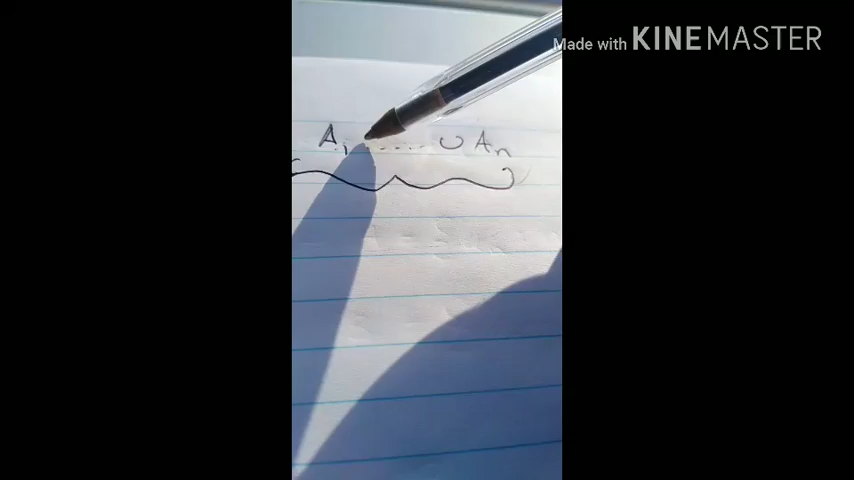 Made with KINEMASTER
A₁ ..... ∪ Aₙ